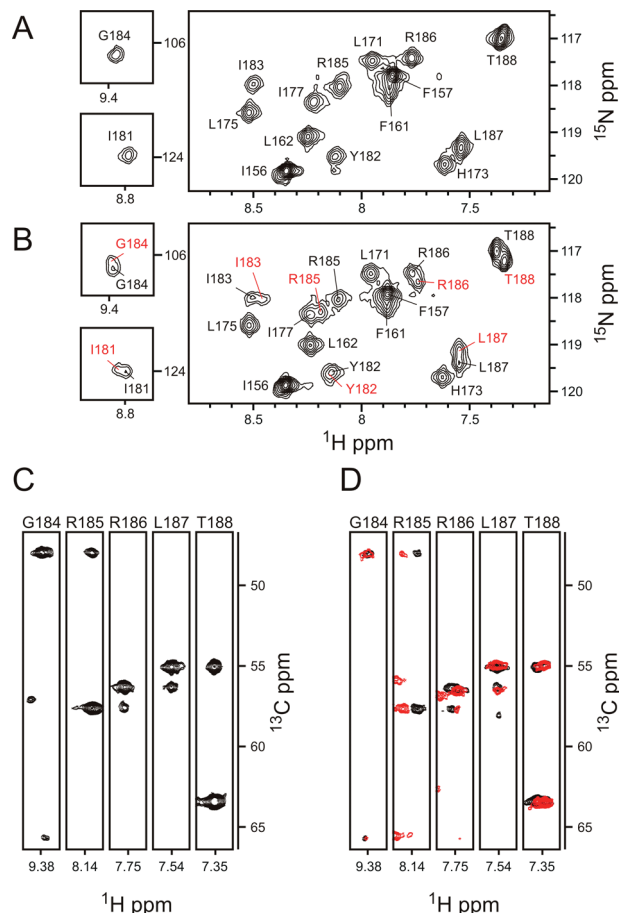 A
G184
106
9.4
I181
124
8.8
I183
R185
L171
R186
T188
I177
F157
L175
F161
L162
Y182
L187
I156
H173
117
118
119
120
15N ppm
8.5
8
7.5
B
G184
G184
106
9.4
I181
I181
124
8.8
I183
I183
R185
R185
L171
R186
R186
T188
T188
L175
I177
F157
F161
L162
Y182
Y182
L187
L187
I156
H173
117
118
119
120
15N ppm
8.5
8
7.5
1H ppm
C
G184 R185 R186 L187 T188
50
55
60
65
13C ppm
9.38 8.14 7.75 7.54 7.35
1H ppm
D
G184 R185 R186 L187 T188
50
55
60
65
13C ppm
9.38 8.14 7.75 7.54 7.35
1H ppm